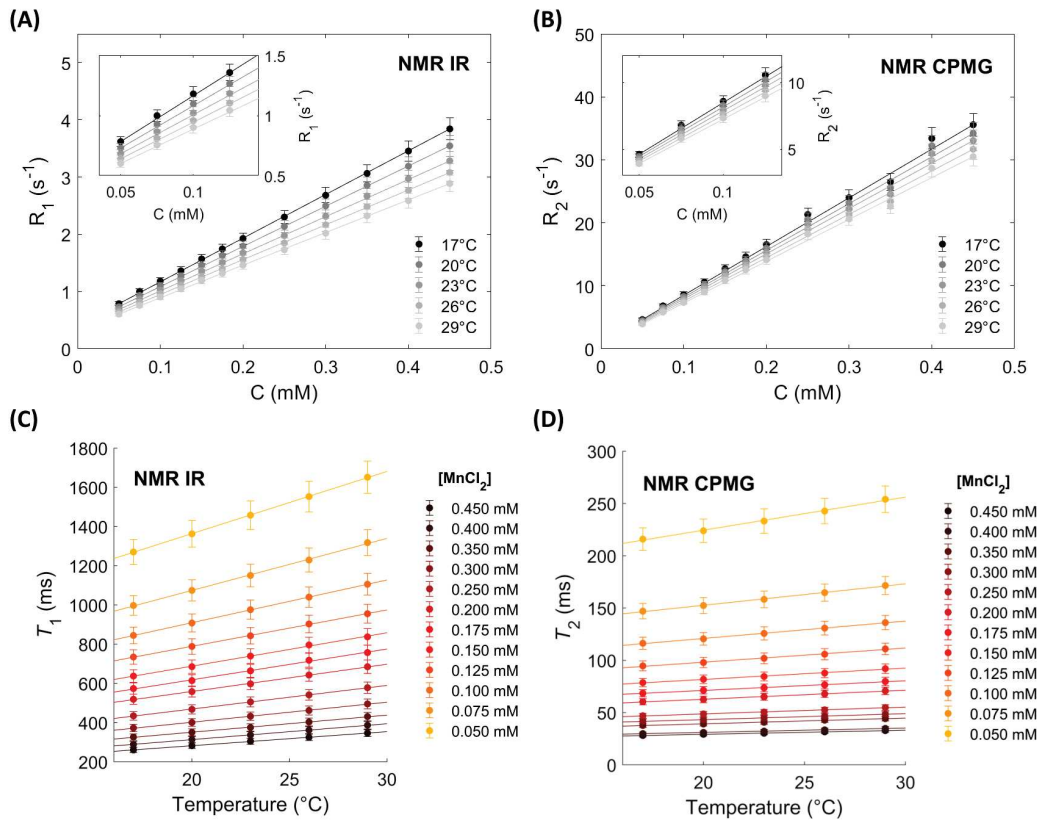 (A)
NMR IR
R1 (s-1)
5
4
3
2
1
0
0
0.1
0.2
0.3
0.4
0.5
C (mM)
1.5
1
0.5
R1 (s-1)
0.05
0.1
C (mM)
17°C
20°C
23°C
26°C
29°C
(B)
NMR CPMG
R2 (s-1)
50
40
30
20
10
0
0
0.1
0.2
0.3
0.4
0.5
C (mM)
10
5
R2 (s-1)
0.05
0.1
C (mM)
17°C
20°C
23°C
26°C
29°C
(C)
NMR IR
T1 (ms)
1800
1600
1400
1200
1000
800
600
400
200
20
25
30
Temperature (°C)
[MnCl2]
0.450 mM
0.400 mM
0.350 mM
0.300 mM
0.250 mM
0.200 mM
0.175 mM
0.150 mM
0.125 mM
0.100 mM
0.075 mM
0.050 mM
(D)
NMR CPMG
T2 (ms)
300
250
200
150
100
50
0
20
25
30
Temperature (°C)
[MnCl2]
0.450 mM
0.400 mM
0.350 mM
0.300 mM
0.250 mM
0.200 mM
0.175 mM
0.150 mM
0.125 mM
0.100 mM
0.075 mM
0.050 mM